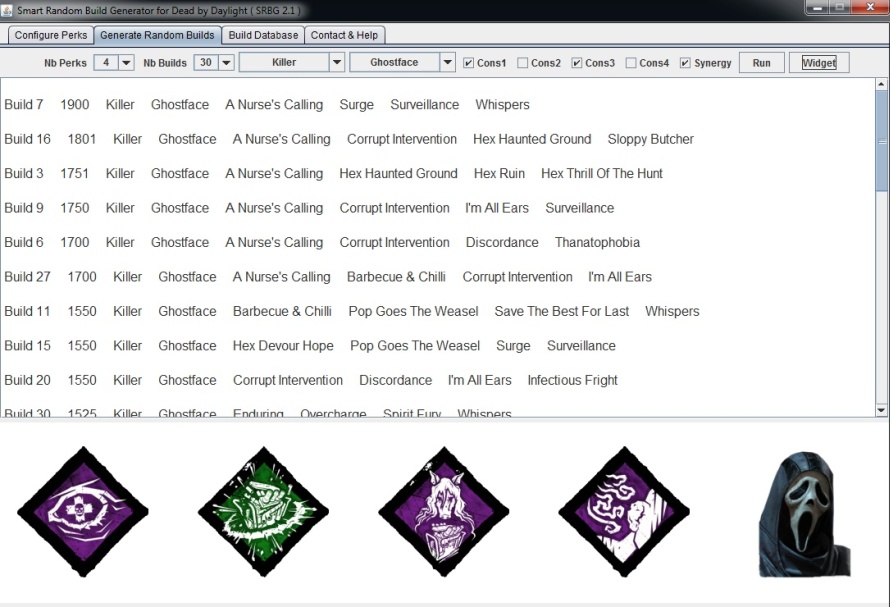 Smart Random Build Generator for Dead by Daylight ( SRBG 2.1 )
Configure Perks Generate Random Builds Build Database Contact & Help
Nb Perks 4 Nb Builds 30 Killer Ghostface Cons1 Cons2 Cons3 Cons4 Synergy Run Widget
Build 7 1900 Killer Ghostface A Nurse's Calling Surge Surveillance Whispers
Build 16 1801 Killer Ghostface A Nurse's Calling Corrupt Intervention Hex Haunted Ground Sloppy Butcher
Build 3 1751 Killer Ghostface A Nurse's Calling Hex Haunted Ground Hex Ruin Hex Thrill Of The Hunt
Build 9 1750 Killer Ghostface A Nurse's Calling Corrupt Intervention I'm All Ears Surveillance
Build 6 1700 Killer Ghostface A Nurse's Calling Corrupt Intervention Discordance Thanatophobia
Build 27 1700 Killer Ghostface A Nurse's Calling Barbecue & Chilli Corrupt Intervention I'm All Ears
Build 11 1550 Killer Ghostface Barbecue & Chilli Pop Goes The Weasel Save The Best For Last Whispers
Build 15 1550 Killer Ghostface Hex Devour Hope Pop Goes The Weasel Surge Surveillance
Build 20 1550 Killer Ghostface Corrupt Intervention Discordance I'm All Ears Infectious Fright
Build 30 1525 Killer Ghostface Enduring Overcharge Spirit Fury Whispers